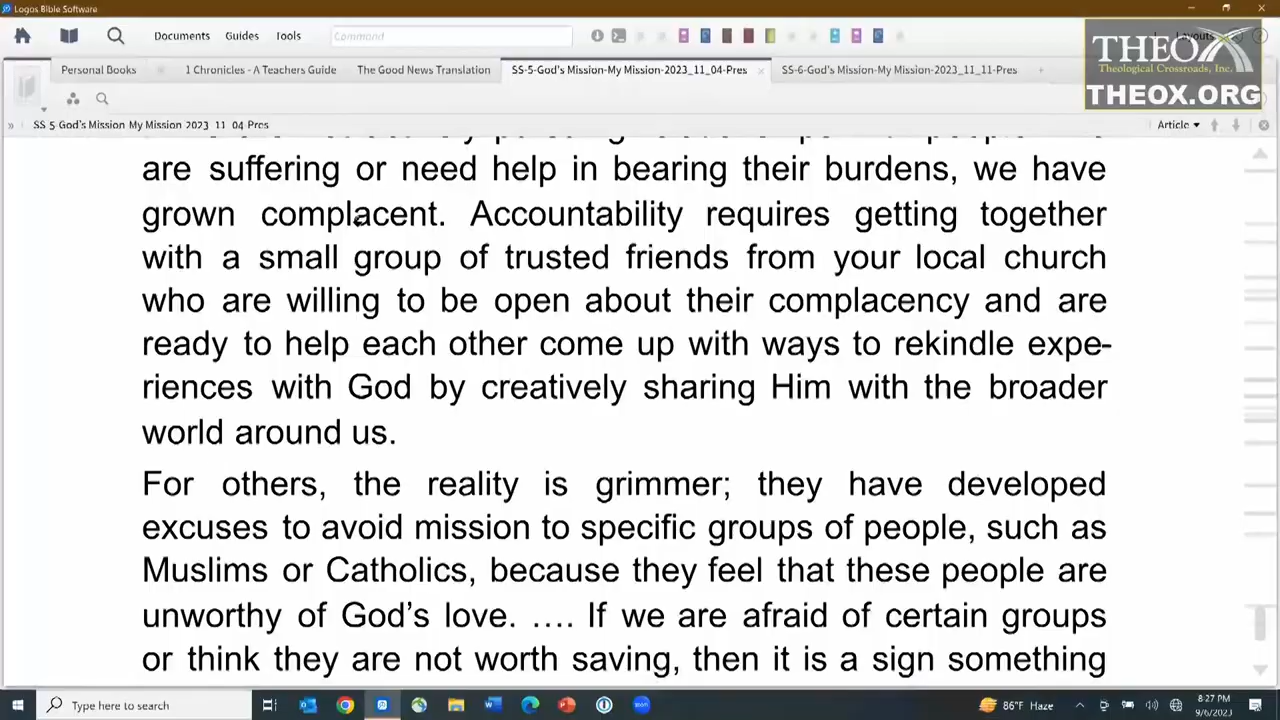 Logos Bible Software
Documents Guides Tools Command Layouts
THEOX
Theological Crossroads, Inc.
THEOX.ORG
Personal Books 1 Chronicles - A Teachers Guide The Good Neighbor Commission SS-5-God's Mission-My Mission-2023_11_04-Pres SS-6-God's Mission-My Mission-2023_11_11-Pres
SS-5-God's Mission-My Mission-2023_11_04-Pres Article
are suffering or need help in bearing their burdens, we have
grown complacent. Accountability requires getting together
with a small group of trusted friends from your local church
who are willing to be open about their complacency and are
ready to help each other come up with ways to rekindle expe-
riences with God by creatively sharing Him with the broader
world around us.
For others, the reality is grimmer; they have developed
excuses to avoid mission to specific groups of people, such as
Muslims or Catholics, because they feel that these people are
unworthy of God's love. …. If we are afraid of certain groups
or think they are not worth saving, then it is a sign something
Type here to search 86°F Haze 8:27 PM
9/6/2023